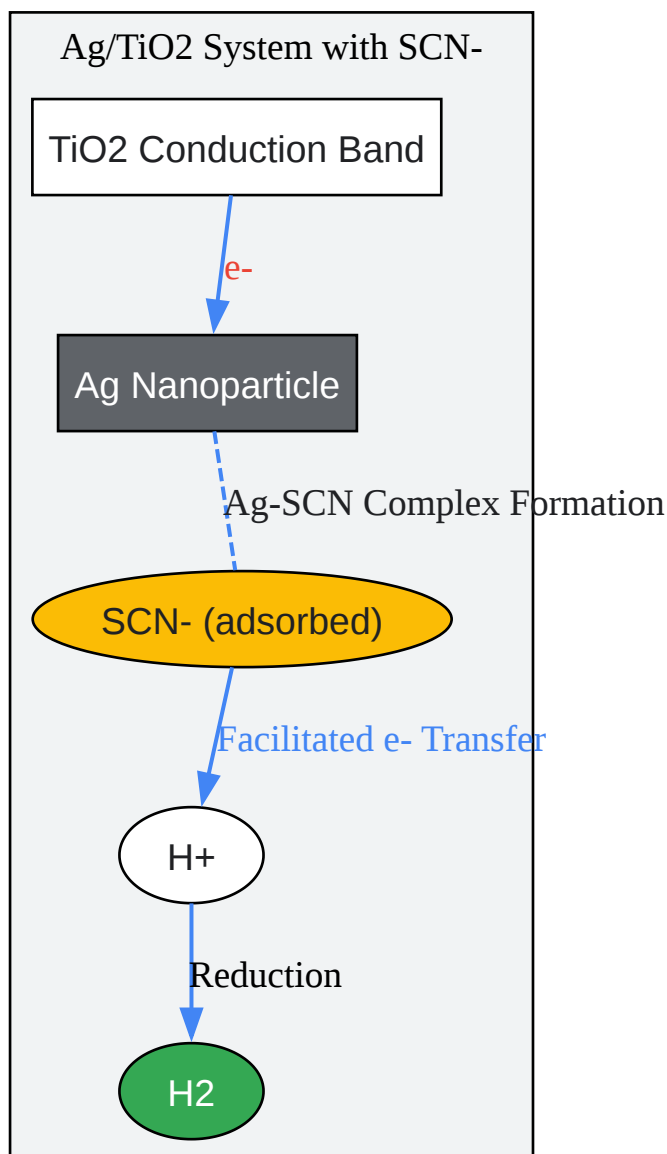 Ag/TiO2 System with SCN-
TiO2 Conduction Band
e-
Ag Nanoparticle
Ag-SCN Complex Formation
SCN- (adsorbed)
Facilitated e- Transfer
H+
Reduction
H2